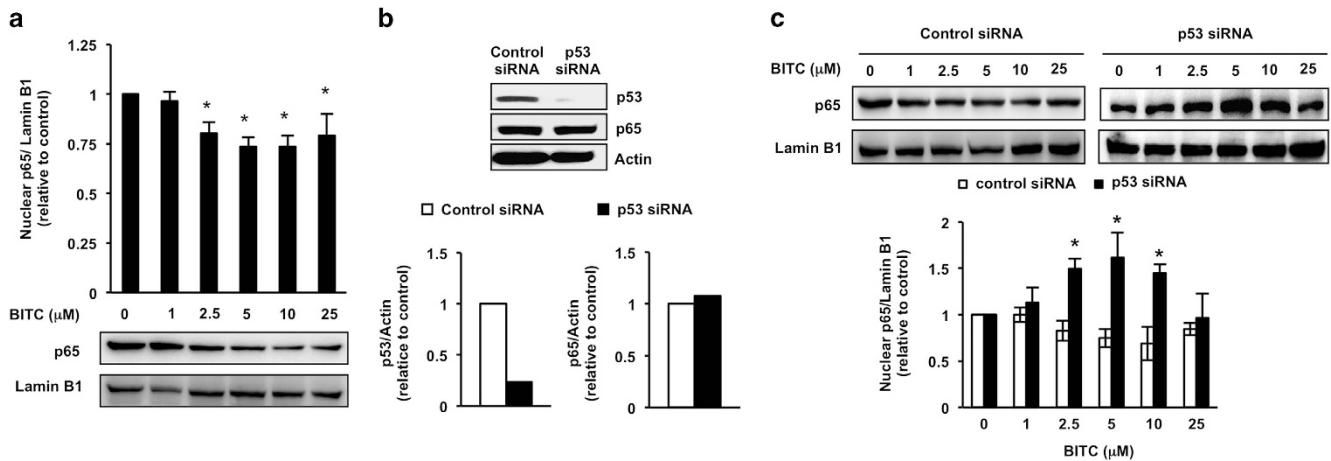 a
Nuclear p65/ Lamin B1
(relative to control)
1.25
1
0.75
0.5
0.25
0
* * * *
BITC (μM) 0 1 2.5 5 10 25
p65
Lamin B1
b
Control siRNA
p53 siRNA
p53
p65
Actin
Control siRNA p53 siRNA
p53/Actin
(relatice to control)
1.5
1
0.5
0
p65/Actin
(relative to control)
1.5
1
0.5
0
c
Control siRNA p53 siRNA
BITC (μM) 0 1 2.5 5 10 25 0 1 2.5 5 10 25
p65
Lamin B1
control siRNA p53 siRNA
Nuclear p65/Lamin B1
(relative to control)
2
1.5
1
0.5
0
* * *
0 1 2.5 5 10 25
BITC (μM)